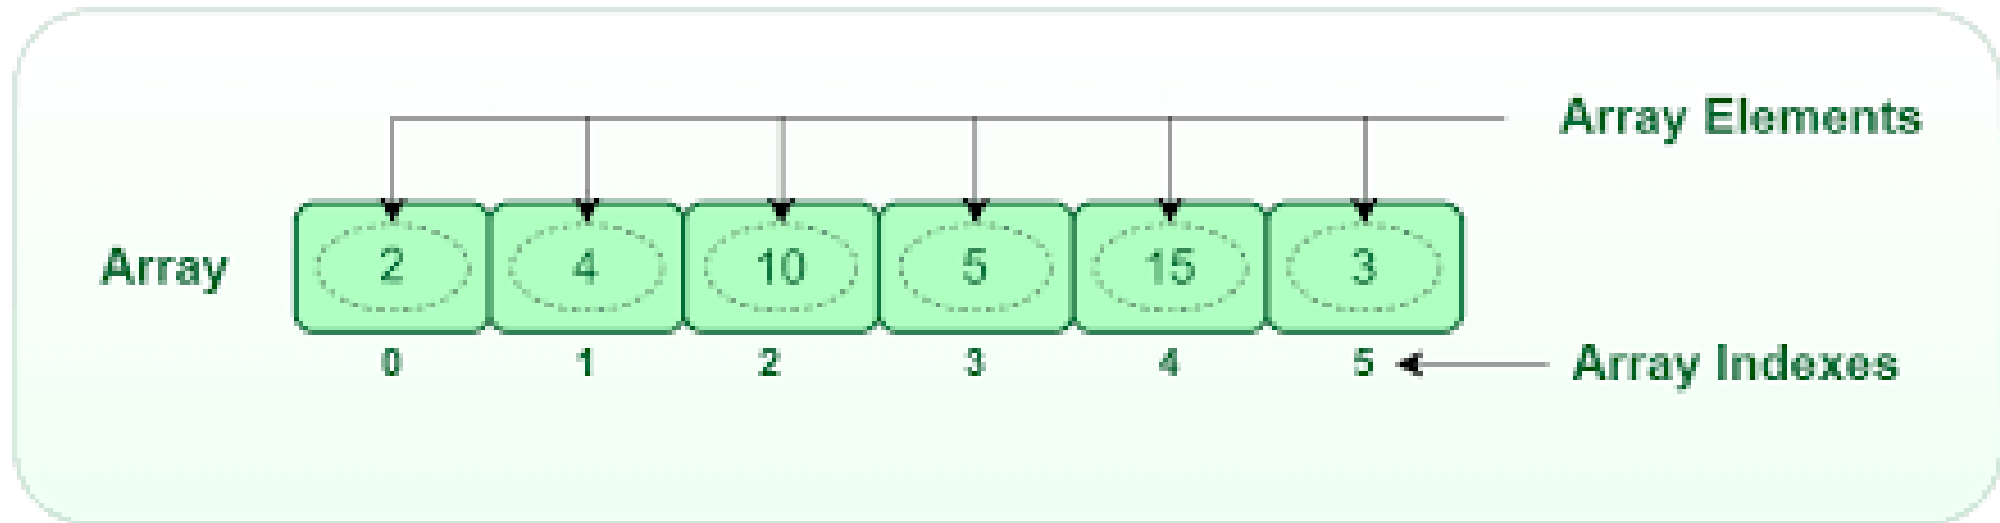 Array Elements
Array 2 4 10 5 15 3
0 1 2 3 4 5 Array Indexes